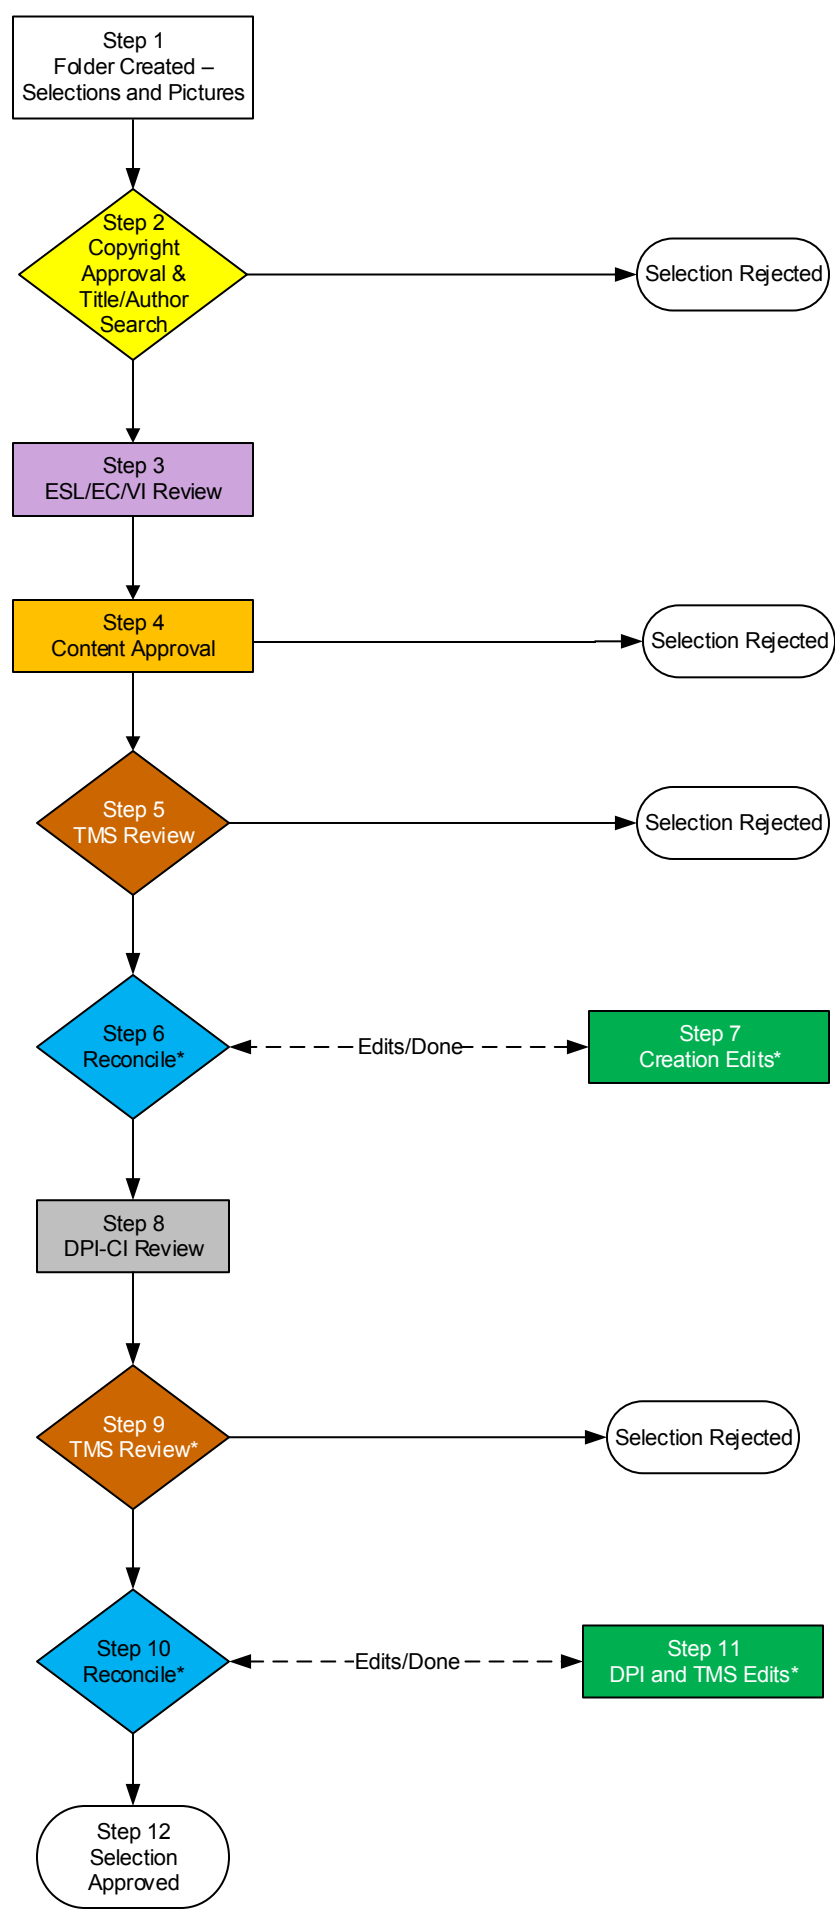 Step 1
Folder Created –
Selections and Pictures
Step 2
Copyright
Approval &
Title/Author
Search
Selection Rejected
Step 3
ESL/EC/VI Review
Step 4
Content Approval
Selection Rejected
Step 5
TMS Review
Selection Rejected
Step 6
Reconcile*
Edits/Done
Step 7
Creation Edits*
Step 8
DPI-CI Review
Step 9
TMS Review*
Selection Rejected
Step 10
Reconcile*
Edits/Done
Step 11
DPI and TMS Edits*
Step 12
Selection
Approved